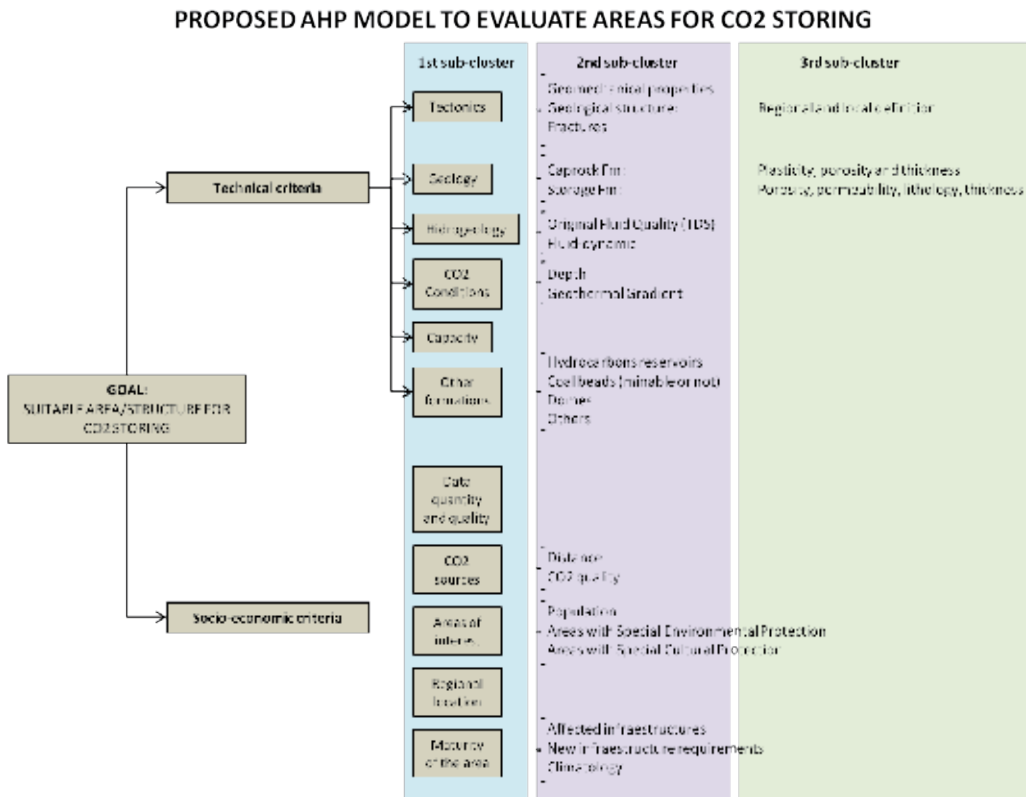 PROPOSED AHP MODEL TO EVALUATE AREAS FOR CO2 STORING
1st sub-cluster
2nd sub-cluster
3rd sub-cluster
Tectonics
Geomechanical properties
Geological structure:
Fractures
Regional and local definition
Technical criteria
Geology
Caprock Fm:
Storage Fm:
Plasticity, porosity and thickness
Porosity, permeability, lithology, thickness
Hidrogeology
Original Fluid Quality (TDS)
Fluid dynamic
CO2
Conditions
Depth
Geothermal Gradient
Capacity
Other
formations
Hydrocarbons reservoirs
Coal beads (minable or not)
Domes
Others
GOAL:
SUITABLE AREA/STRUCTURE FOR
CO2 STORING
Data
quantity
and quality
CO2
sources
Distance
CO2 quality
Socio-economic criteria
Areas of
interest
Population
Areas with Special Environmental Protection
Areas with Special Cultural Protection
Regional
location
Maturity
of the area
Affected infraestructures
New infraestructure requirements
Climatology